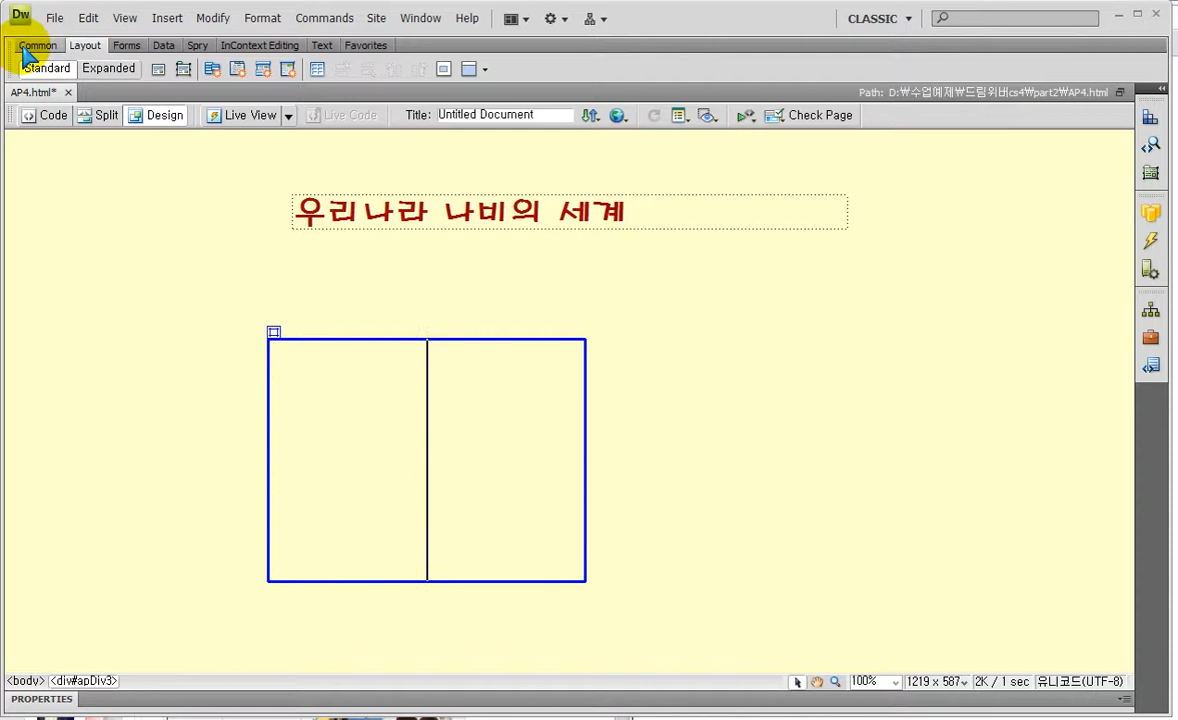 Dw File Edit View Insert Modify Format Commands Site Window Help CLASSIC
Common Layout Forms Data Spry InContext Editing Text Favorites
Standard Expanded
AP4.html* Path: D:₩수업예제₩드림위버cs4₩part2₩AP4.html
Code Split Design Live View Live Code Title: Untitled Document Check Page
우리나라 나비의 세계
<body> <div#apDiv3> 100% 1219 x 587 2K / 1 sec 유니코드(UTF-8)
PROPERTIES